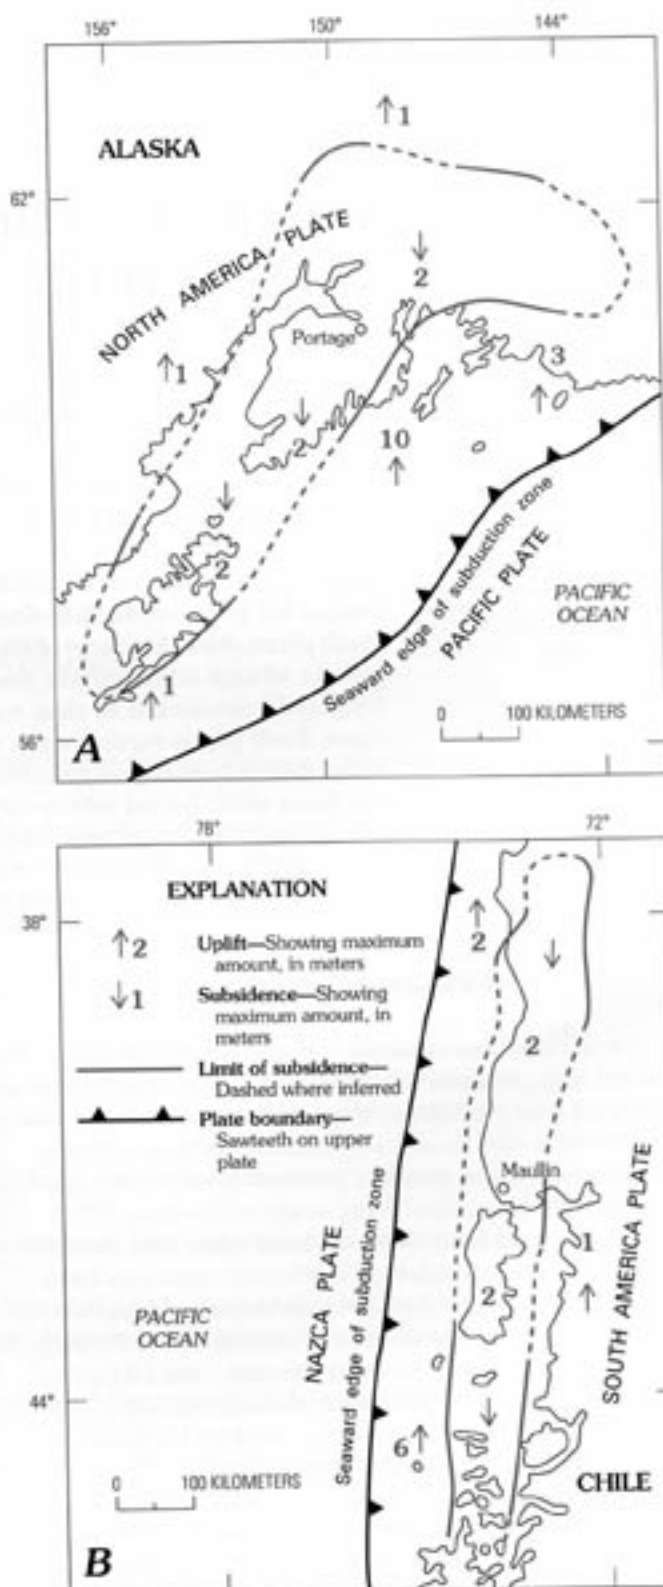 156°
150°
144°
ALASKA
↑1
62°
NORTH AMERICA PLATE
↓
2
Portage
↑1
3
↑
↓
2
10
↑
↓
2
Seaward edge of subduction zone
PACIFIC PLATE
PACIFIC
OCEAN
↑1
0 100 KILOMETERS
56°
A
78°
72°
EXPLANATION
38°
↑2 Uplift—Showing maximum
amount, in meters
↓1 Subsidence—Showing
maximum amount, in
meters
Limit of subsidence—
Dashed where inferred
Plate boundary—
Sawteeth on upper
plate
↑
2
↓
2
Maullin
NAZCA PLATE
Seaward edge of subduction zone
SOUTH AMERICA PLATE
1
↑
PACIFIC
OCEAN
2
44°
↓
6↑
CHILE
0 100 KILOMETERS
B